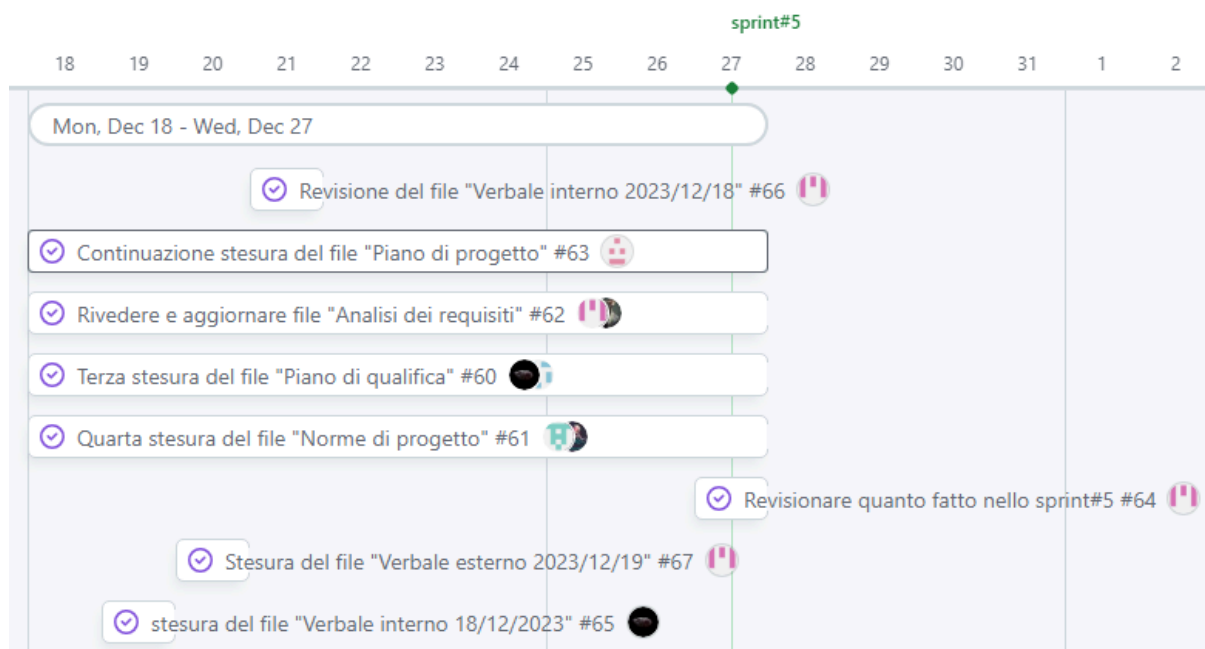 sprint#5
18 19 20 21 22 23 24 25 26 27 28 29 30 31 1 2
Mon, Dec 18 - Wed, Dec 27
Revisione del file "Verbale interno 2023/12/18" #66
Continuazione stesura del file "Piano di progetto" #63
Rivedere e aggiornare file "Analisi dei requisiti" #62
Terza stesura del file "Piano di qualifica" #60
Quarta stesura del file "Norme di progetto" #61
Revisionare quanto fatto nello sprint#5 #64
Stesura del file "Verbale esterno 2023/12/19" #67
stesura del file "Verbale interno 18/12/2023" #65